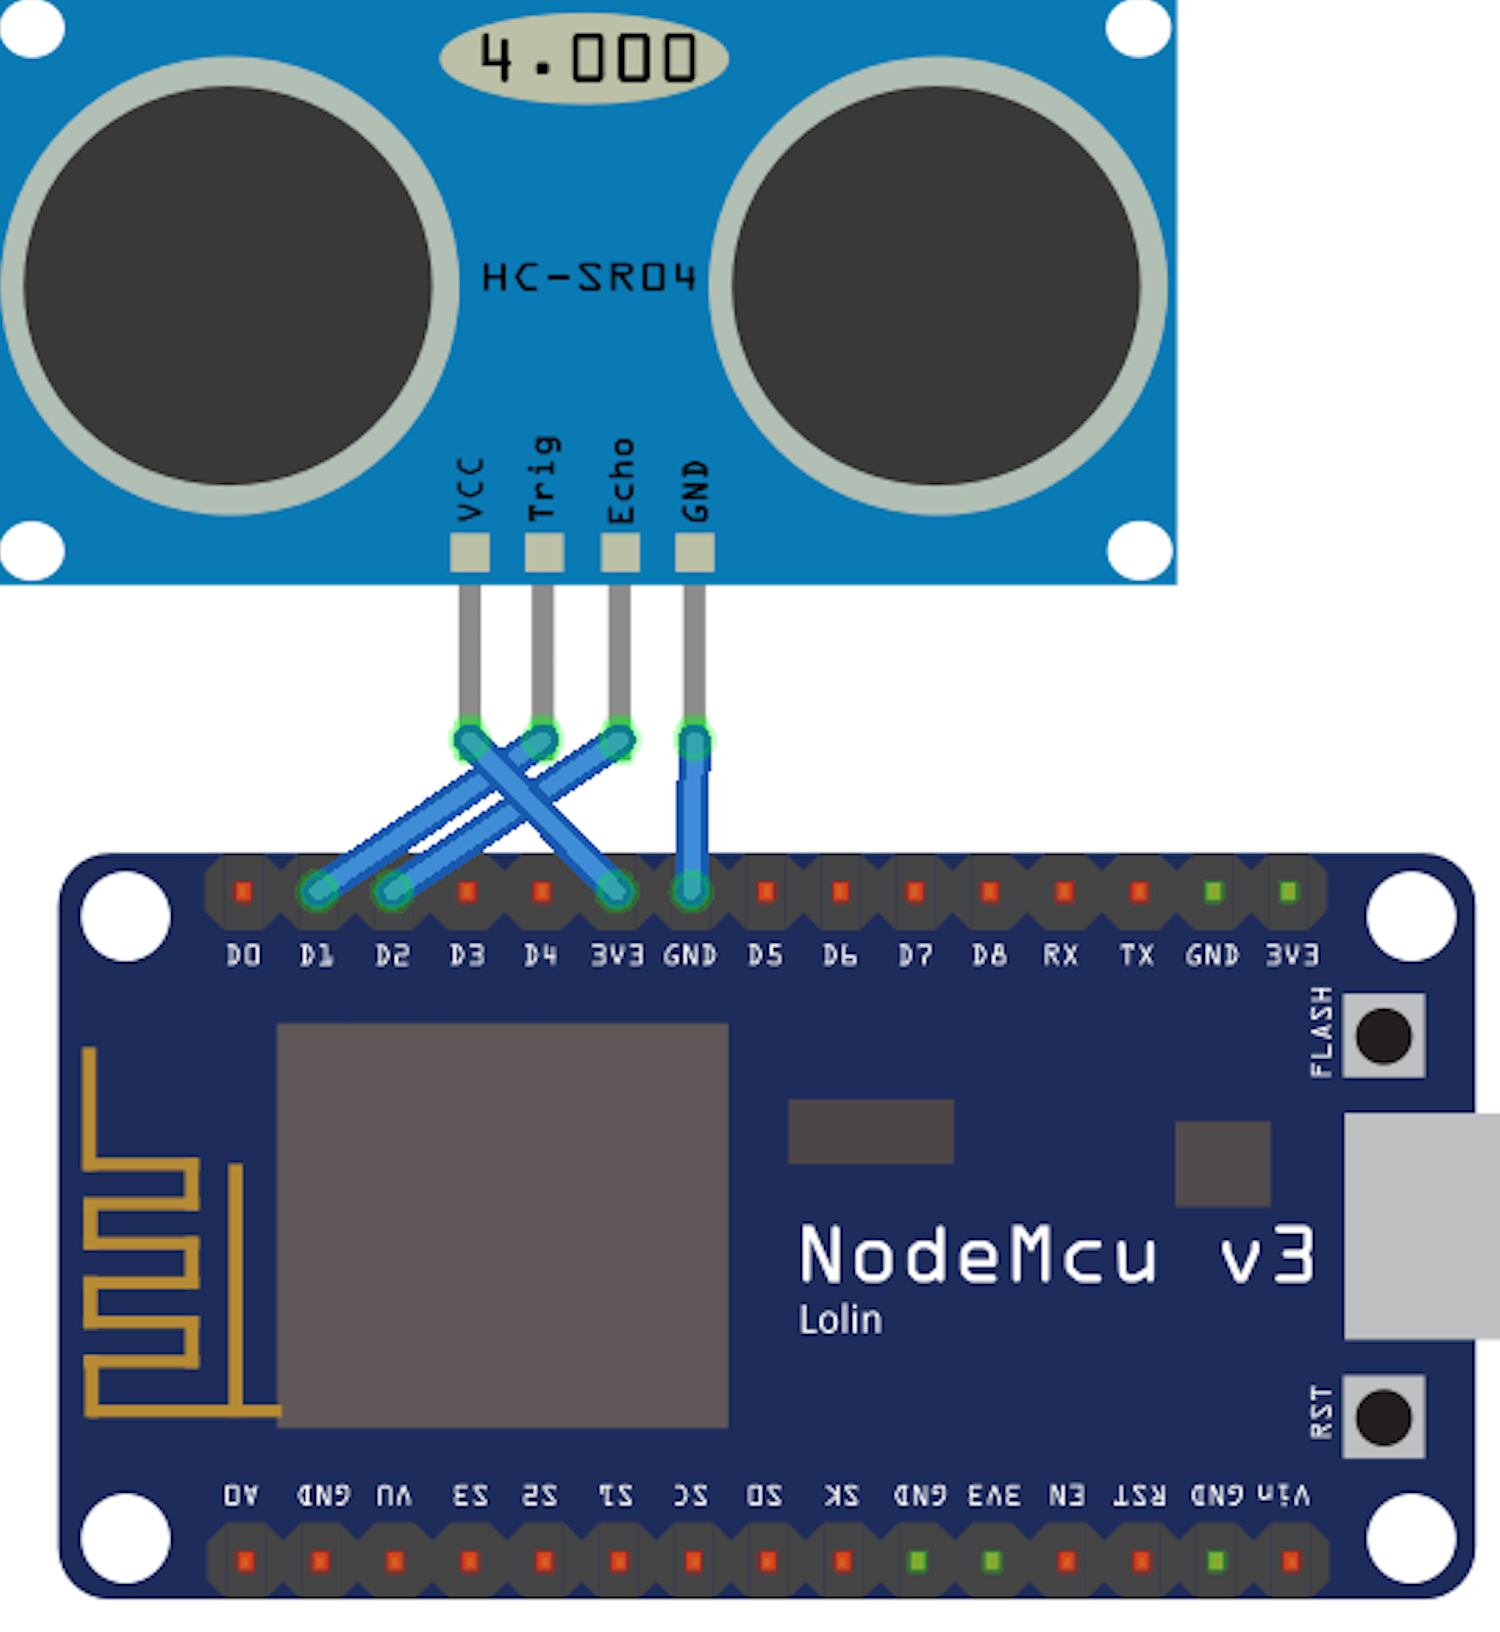 4.000
HC-SR04
VCC Trig Echo GND
D0 D1 D2 D3 D4 3V3 GND D5 D6 D7 D8 RX TX GND 3V3
FLASH
NodeMcu v3
Lolin
RST
A0 GND VU S3 S2 S1 SC SO SK GND 3V3 EN RST GND Vin